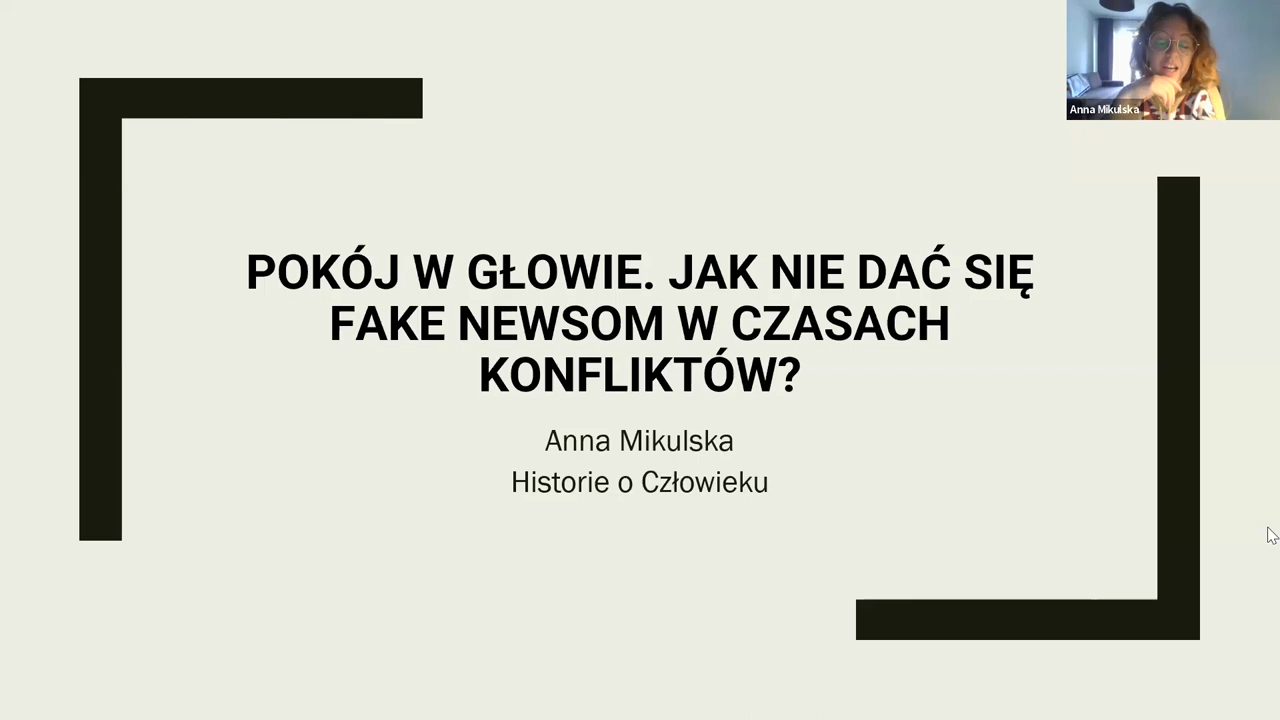 Anna Mikulska
POKÓJ W GŁOWIE. JAK NIE DAĆ SIĘ
FAKE NEWSOM W CZASACH
KONFLIKTÓW?
Anna Mikulska
Historie o Człowieku